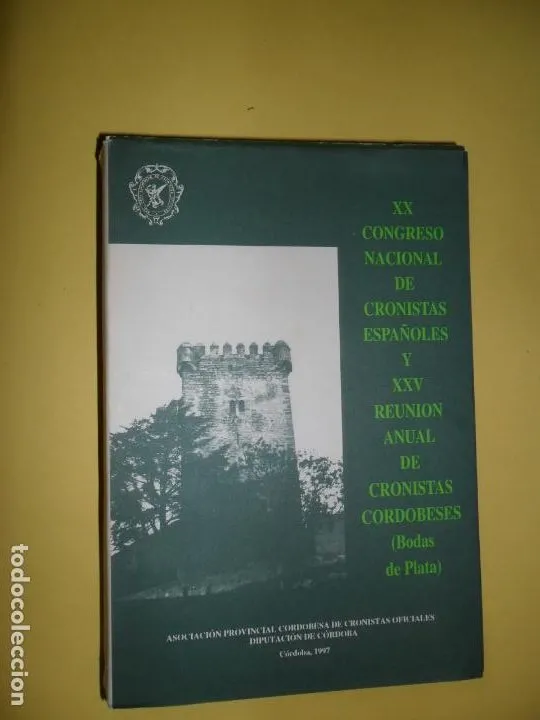 XX
CONGRESO
NACIONAL
DE
CRONISTAS
ESPAÑOLES
Y
XXV
REUNION
ANUAL
DE
CRONISTAS
CORDOBESES
(Bodas
de Plata)
ASOCIACIÓN PROVINCIAL CORDOBESA DE CRONISTAS OFICIALES
DIPUTACIÓN DE CÓRDOBA
Córdoba, 1997
todocoleccion